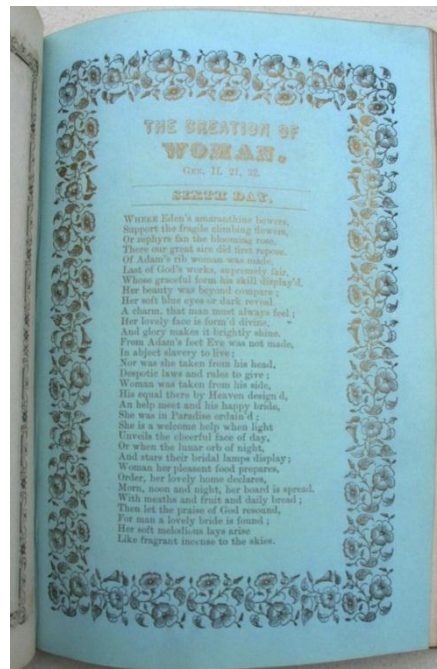 THE CREATION OF
WOMAN.
GEN. II. 21, 22.
SIXTH DAY.
WHERE Eden's amaranthine bowers,
Support the fragile climbing flowers,
Or zephyrs fan the blooming rose,
There our great sire did first repose.
Of Adam's rib woman was made,
Last of God's works, supremely fair,
Whose graceful form his skill display'd.
Her beauty was beyond compare;
Her soft blue eyes or dark reveal
A charm, that man must always feel;
Her lovely face is form'd divine,
And glory makes it brightly shine.
From Adam's feet Eve was not made,
In abject slavery to live;
Nor was she taken from his head,
Despotic laws and rules to give;
Woman was taken from his side,
His equal there by Heaven design'd,
An help meet and his happy bride,
She was in Paradise ordain'd;
She is a welcome help when light
Unveils the cheerful face of day,
Or when the lunar orb of night,
And stars their bridal lamps display;
Woman her pleasent food prepares,
Order, her lovely home declares,
Morn, noon and night, her board is spread.
With meaths and fruit and daily bread;
Then let the praise of God resound,
For man a lovely bride is found;
Her soft melodious lays arise
Like fragrant incense to the skies.